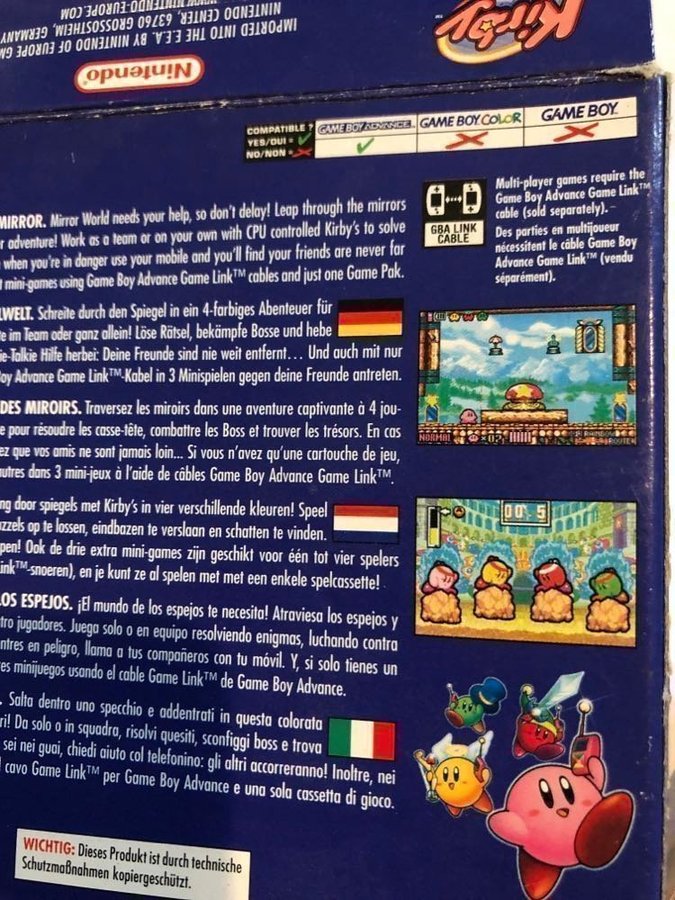 IMPORTED INTO THE E.E.A. BY NINTENDO OF EUROPE GM
NINTENDO CENTER, 63760 GROSSOSTHEIM, GERMANY
NINTENDO-EUROPE.COM
Kirby™
Nintendo
COMPATIBLE ?
YES/OUI =
NO/NON =
GAME BOY ADVANCE
GAME BOY COLOR
GAME BOY
GBA LINK
CABLE
Multi-player games require the
Game Boy Advance Game Link™
cable (sold separately).
Des parties en multijoueur
nécessitent le câble Game Boy
Advance Game Link™ (vendu
séparément).
MIRROR. Mirror World needs your help, so don't delay! Leap through the mirrors
r adventure! Work as a team or on your own with CPU controlled Kirby's to solve
when you're in danger use your mobile and you'll find your friends are never far
t mini-games using Game Boy Advance Game Link™ cables and just one Game Pak.
LWELT. Schreite durch den Spiegel in ein 4-farbiges Abenteuer für
te im Team oder ganz allein! Löse Rätsel, bekämpfe Bosse und hebe
ie-Talkie Hilfe herbei: Deine Freunde sind nie weit entfernt... Und auch mit nur
oy Advance Game Link™-Kabel in 3 Minispielen gegen deine Freunde antreten.
DES MIROIRS. Traversez les miroirs dans une aventure captivante à 4 jou-
e pour résoudre les casse-tête, combattre les Boss et trouver les trésors. En cas
ez que vos amis ne sont jamais loin... Si vous n'avez qu'une cartouche de jeu,
autres dans 3 mini-jeux à l'aide de câbles Game Boy Advance Game Link™.
ng door spiegels met Kirby's in vier verschillende kleuren! Speel
uzzels op te lossen, eindbazen te verslaan en schatten te vinden.
pen! Ook de drie extra mini-games zijn geschikt voor één tot vier spelers
Link™-snoeren), en je kunt ze al spelen met met een enkele spelcassette!
LOS ESPEJOS. ¡El mundo de los espejos te necesita! Atraviesa los espejos y
tro jugadores. Juega solo o en equipo resolviendo enigmas, luchando contra
entres en peligro, llama a tus compañeros con tu móvil. Y, si solo tienes un
es minijuegos usando el cable Game Link™ de Game Boy Advance.
. Salta dentro uno specchio e addentrati in questa colorata
ri! Da solo o in squadra, risolvi quesiti, sconfiggi boss e trova
sei nei guai, chiedi aiuto col telefonino: gli altri accorreranno! Inoltre, nei
l cavo Game Link™ per Game Boy Advance e una sola cassetta di gioco.
NORMAL
02
00" 5
WICHTIG: Dieses Produkt ist durch technische
Schutzmaßnahmen kopiergeschützt.